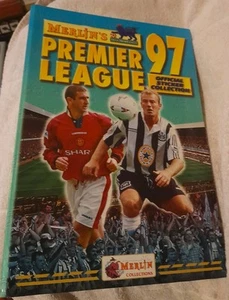 MERLIN'S
PREMIER
LEAGUE
97
OFFICIAL
STICKER
COLLECTION
SHARP
MERLIN
COLLECTIONS